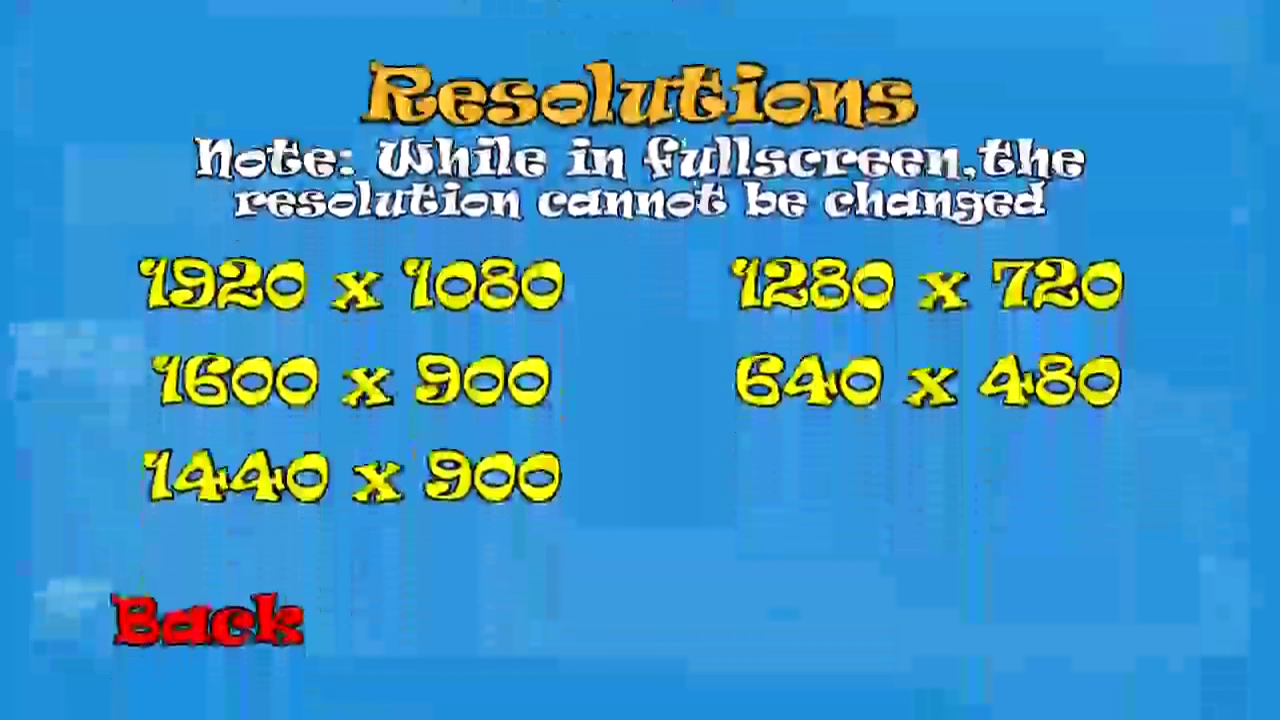 Resolutions
Note: While in fullscreen,the
resolution cannot be changed
1920 x 1080
1280 x 720
1600 x 900
640 x 480
1440 x 900
Back